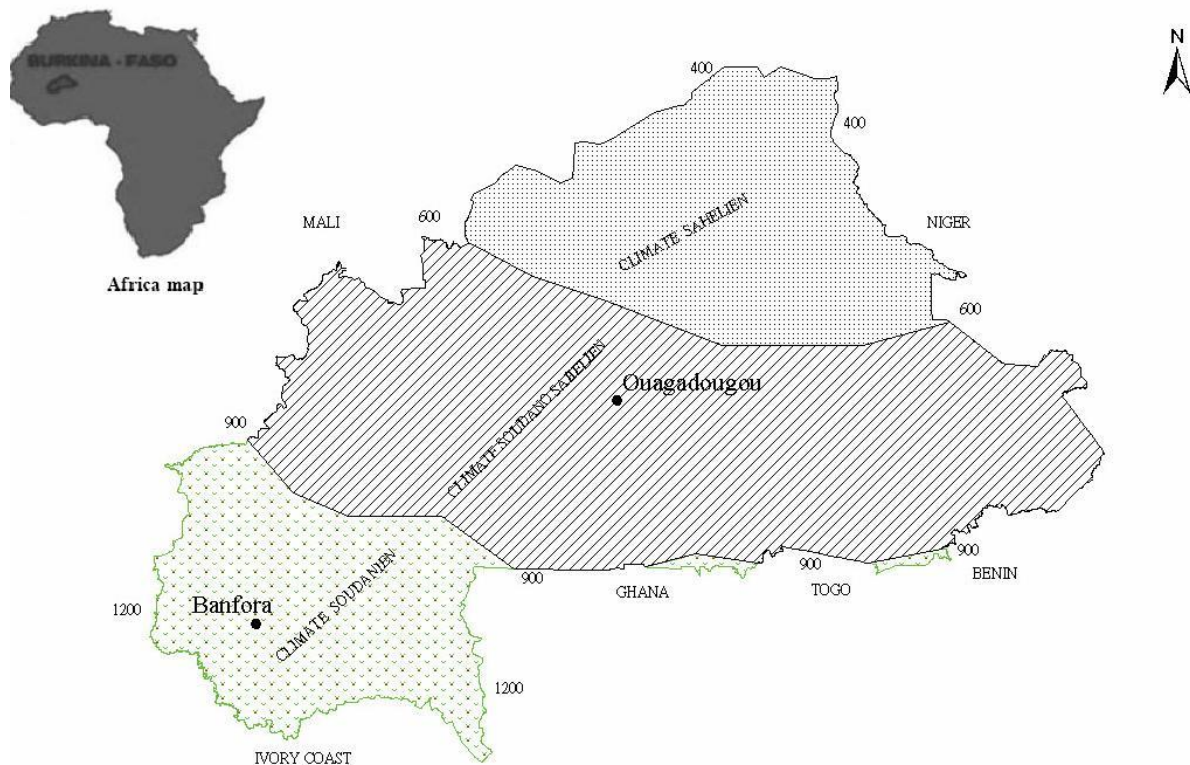 BURKINA - FASO
Africa map
N
400
400
MALI
600
CLIMATE SAHELIEN
NIGER
600
Ouagadougou
CLIMATE SOUDANO SAHELIEN
900
900
900
900
BENIN
GHANA
TOGO
1200
Banfora
CLIMATE SOUDANIEN
1200
IVORY COAST